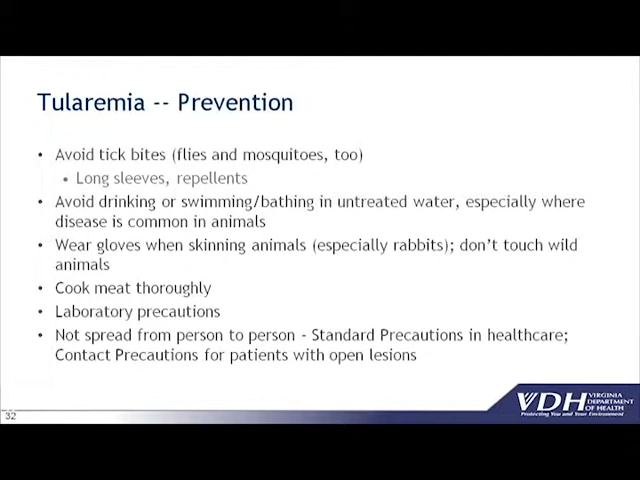 Tularemia -- Prevention
• Avoid tick bites (flies and mosquitoes, too)
• Long sleeves, repellents
• Avoid drinking or swimming/bathing in untreated water, especially where
disease is common in animals
• Wear gloves when skinning animals (especially rabbits); don't touch wild
animals
• Cook meat thoroughly
• Laboratory precautions
• Not spread from person to person - Standard Precautions in healthcare;
Contact Precautions for patients with open lesions
32
VDH VIRGINIA
DEPARTMENT
OF HEALTH
Protecting You and Your Environment